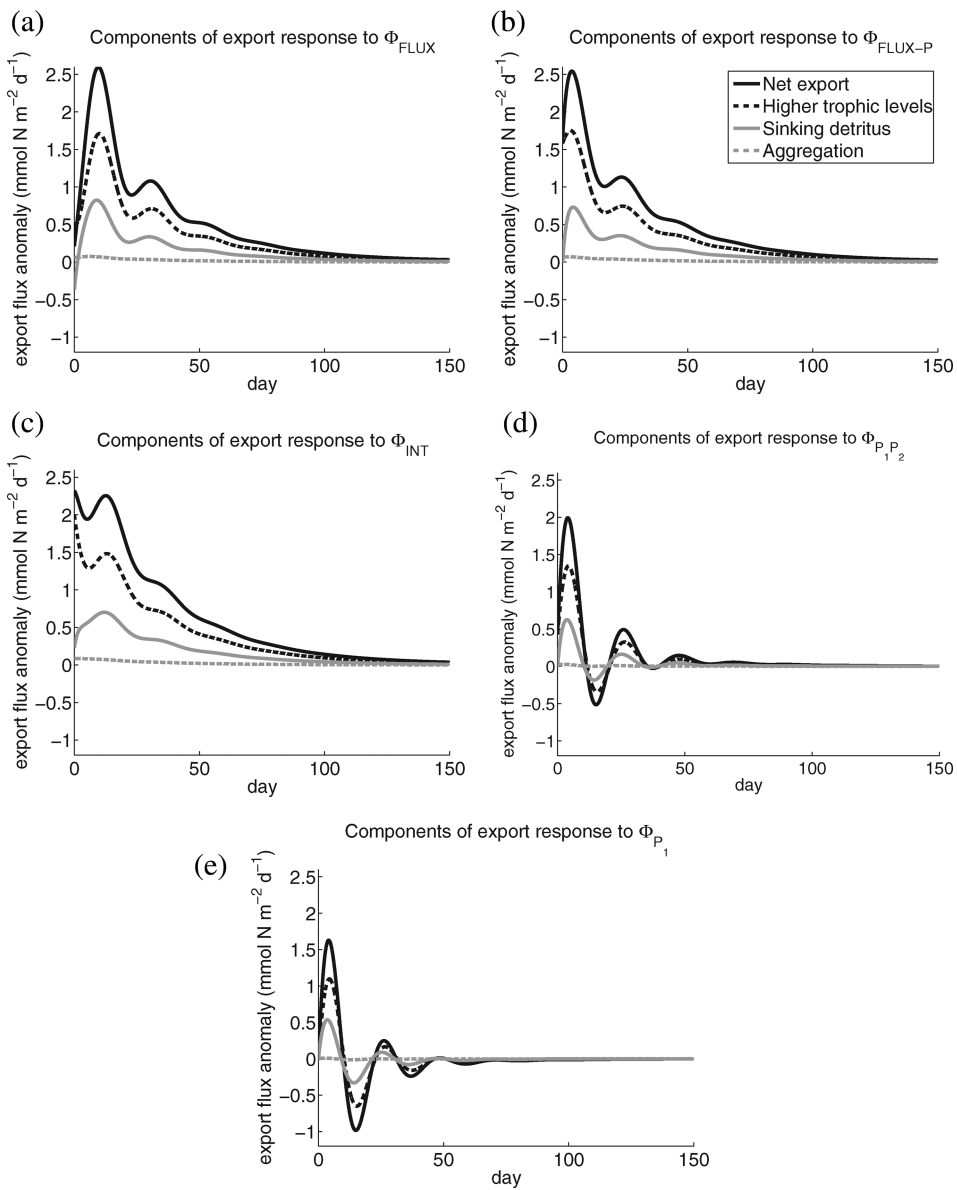 (a)
Components of export response to Φ_FLUX
export flux anomaly (mmol N m⁻² d⁻¹)
2.5
2
1.5
1
0.5
0
−0.5
−1
0 50 100 150
day
(b)
Components of export response to Φ_FLUX−P
export flux anomaly (mmol N m⁻² d⁻¹)
2.5
2
1.5
1
0.5
0
−0.5
−1
0 50 100 150
day
Net export
Higher trophic levels
Sinking detritus
Aggregation
(c)
Components of export response to Φ_INT
export flux anomaly (mmol N m⁻² d⁻¹)
2.5
2
1.5
1
0.5
0
−0.5
−1
0 50 100 150
day
(d)
Components of export response to Φ_P₁P₂
export flux anomaly (mmol N m⁻² d⁻¹)
2.5
2
1.5
1
0.5
0
−0.5
−1
0 50 100 150
day
(e)
Components of export response to Φ_P₁
export flux anomaly (mmol N m⁻² d⁻¹)
2.5
2
1.5
1
0.5
0
−0.5
−1
0 50 100 150
day